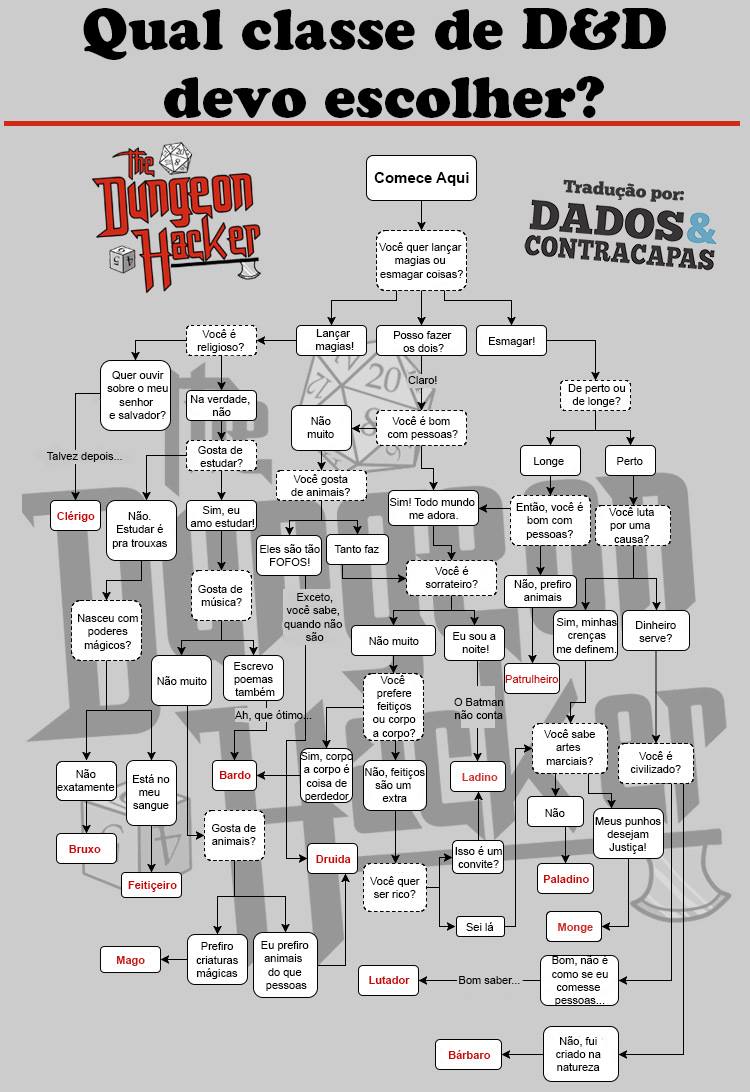 Qual classe de D&D
devo escolher?
The
Dungeon
Hacker
Tradução por:
DADOS&
CONTRACAPAS
Comece Aqui
Você quer lançar
magias ou
esmagar coisas?
Você é
religioso?
Lançar
magias!
Posso fazer
os dois?
Esmagar!
Quer ouvir
sobre o meu
senhor
e salvador?
Na verdade,
não
Claro!
De perto ou
de longe?
Não
muito
Você é bom
com pessoas?
Talvez depois...
Gosta de
estudar?
Longe
Perto
Você gosta
de animais?
Clérigo
Não.
Estudar é
pra trouxas
Sim, eu
amo estudar!
Sim! Todo mundo
me adora.
Então, você é
bom com
pessoas?
Você luta
por uma
causa?
Eles são tão
FOFOS!
Tanto faz
Gosta de
música?
Você é
sorrateiro?
Não, prefiro
animais
Nasceu com
poderes
mágicos?
Exceto,
você sabe,
quando não
são
Não muito
Eu sou a
noite!
Sim, minhas
crenças
me definem.
Dinheiro
serve?
Não muito
Escrevo
poemas
também
Patrulheiro
Você
prefere
feitiços
ou corpo
a corpo?
Ah, que ótimo...
O Batman
não conta
Você sabe
artes
marciais?
Você é
civilizado?
Não
exatamente
Está no
meu
sangue
Bardo
Sim, corpo
a corpo é
coisa de
perdedor
Não, feitiços
são um
extra
Ladino
Não
Meus punhos
desejam
Justiça!
Bruxo
Gosta de
animais?
Druida
Isso é um
convite?
Feiticeiro
Você quer
ser rico?
Paladino
Sei lá
Monge
Mago
Prefiro
criaturas
mágicas
Eu prefiro
animais
do que
pessoas
Lutador
Bom saber...
Bom, não é
como se eu
comesse
pessoas...
Bárbaro
Não, fui
criado na
natureza